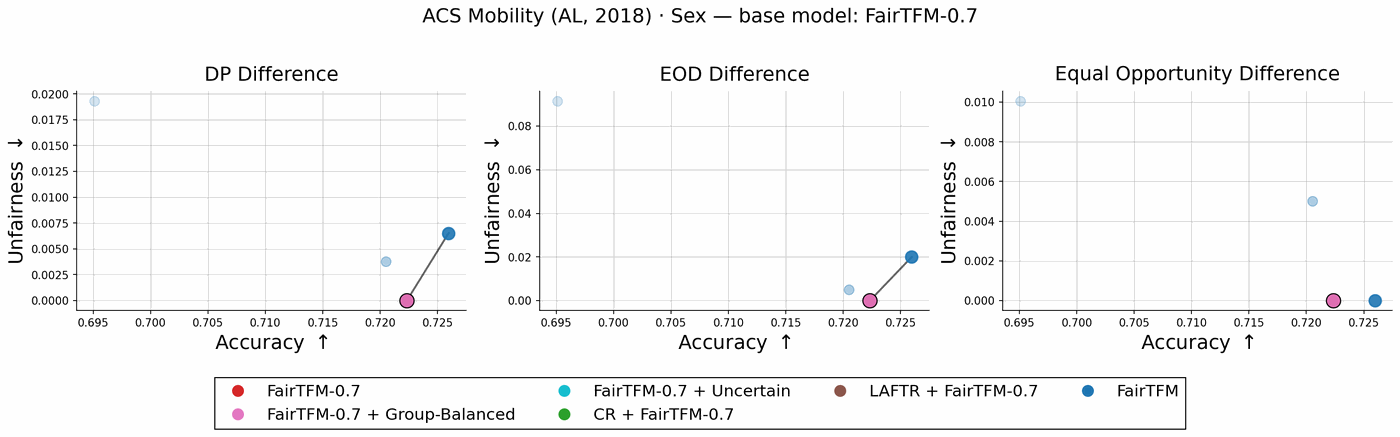 ACS Mobility (AL, 2018) · Sex — base model: FairTFM-0.7
DP Difference
EOD Difference
Equal Opportunity Difference
Unfairness ↓
0.0200
0.0175
0.0150
0.0125
0.0100
0.0075
0.0050
0.0025
0.0000
0.695 0.700 0.705 0.710 0.715 0.720 0.725
Accuracy ↑
Unfairness ↓
0.08
0.06
0.04
0.02
0.00
0.695 0.700 0.705 0.710 0.715 0.720 0.725
Accuracy ↑
Unfairness ↓
0.010
0.008
0.006
0.004
0.002
0.000
0.695 0.700 0.705 0.710 0.715 0.720 0.725
Accuracy ↑
FairTFM-0.7
FairTFM-0.7 + Uncertain
LAFTR + FairTFM-0.7
FairTFM
FairTFM-0.7 + Group-Balanced
CR + FairTFM-0.7